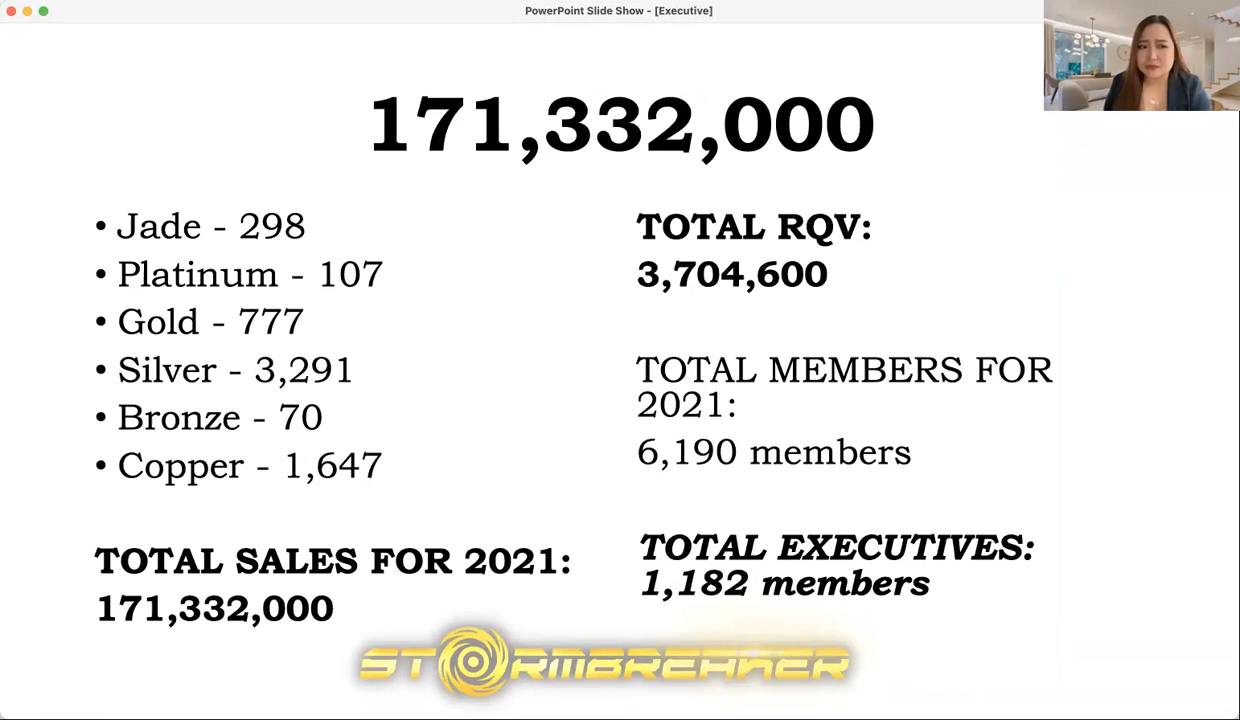 PowerPoint Slide Show - [Executive]
171,332,000
• Jade - 298
• Platinum - 107
• Gold - 777
• Silver - 3,291
• Bronze - 70
• Copper - 1,647
TOTAL SALES FOR 2021:
171,332,000
TOTAL RQV:
3,704,600
TOTAL MEMBERS FOR
2021:
6,190 members
TOTAL EXECUTIVES:
1,182 members
STORMBREAKER